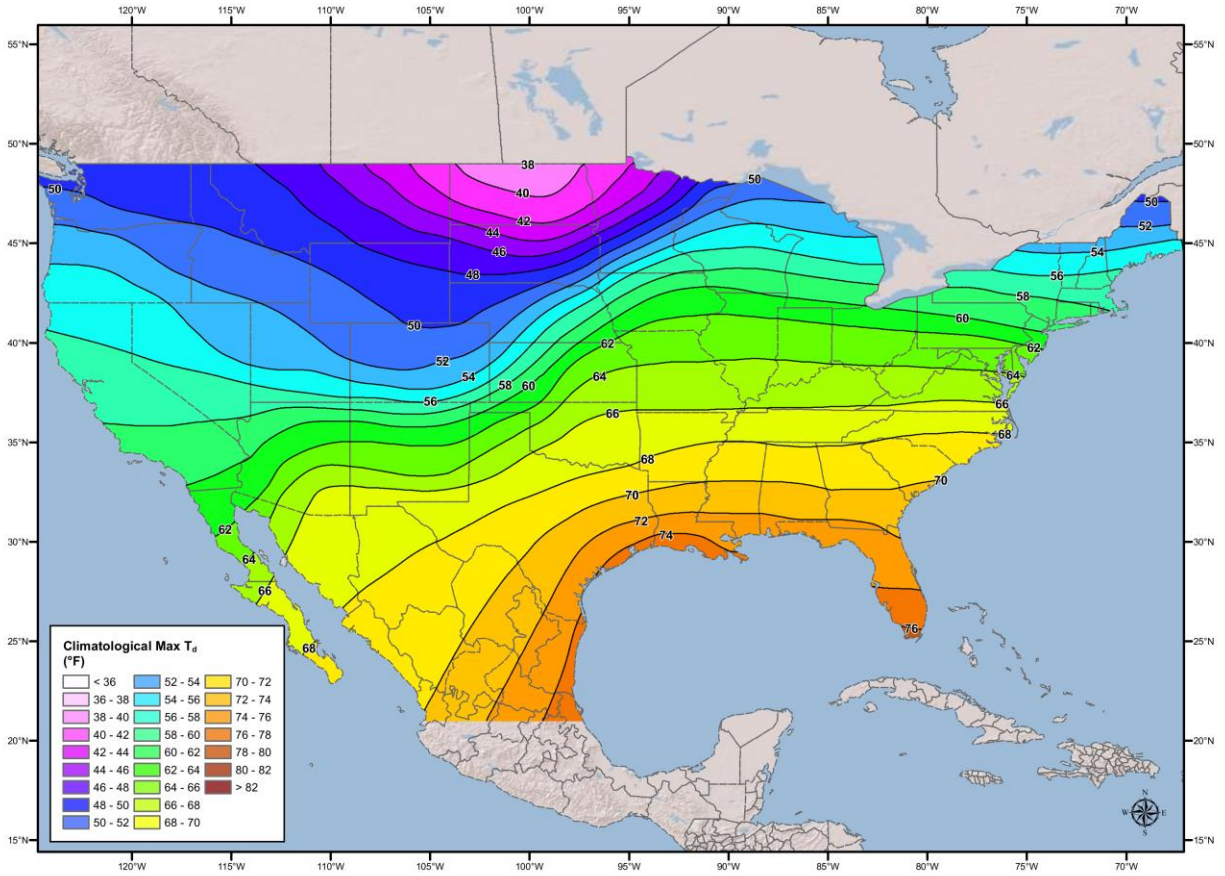 120°W 115°W 110°W 105°W 100°W 95°W 90°W 85°W 80°W 75°W 70°W
55°N 55°N
50°N 50°N
38
50 50 50
40
42 52
44
45°N 46 54 45°N
48 56
58
50 60
40°N 62 62 40°N
52
54 64 64
58 60
56 66 66
35°N 68 68 35°N
70 70
72
62 74
30°N 30°N
64
66
76
25°N 68 25°N
Climatological Max Td
(°F)
< 36 52 - 54 70 - 72
36 - 38 54 - 56 72 - 74
38 - 40 56 - 58 74 - 76
40 - 42 58 - 60 76 - 78
42 - 44 60 - 62 78 - 80
44 - 46 62 - 64 80 - 82
46 - 48 64 - 66 > 82
48 - 50 66 - 68
50 - 52 68 - 70
20°N 20°N
N
W E
S
15°N 15°N
120°W 115°W 110°W 105°W 100°W 95°W 90°W 85°W 80°W 75°W 70°W